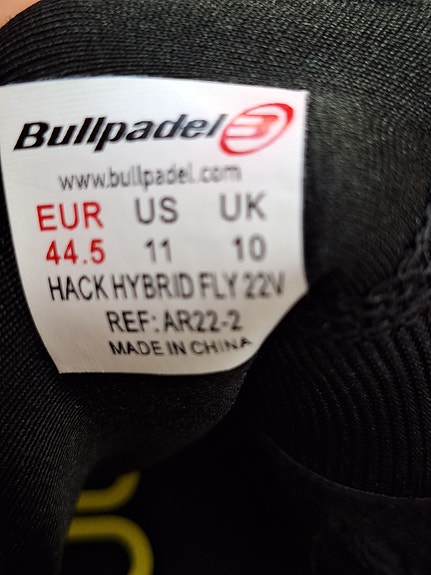 Bullpadel
www.bullpadel.com
EUR US UK
44.5 11 10
HACK HYBRID FLY 22V
REF: AR22-2
MADE IN CHINA